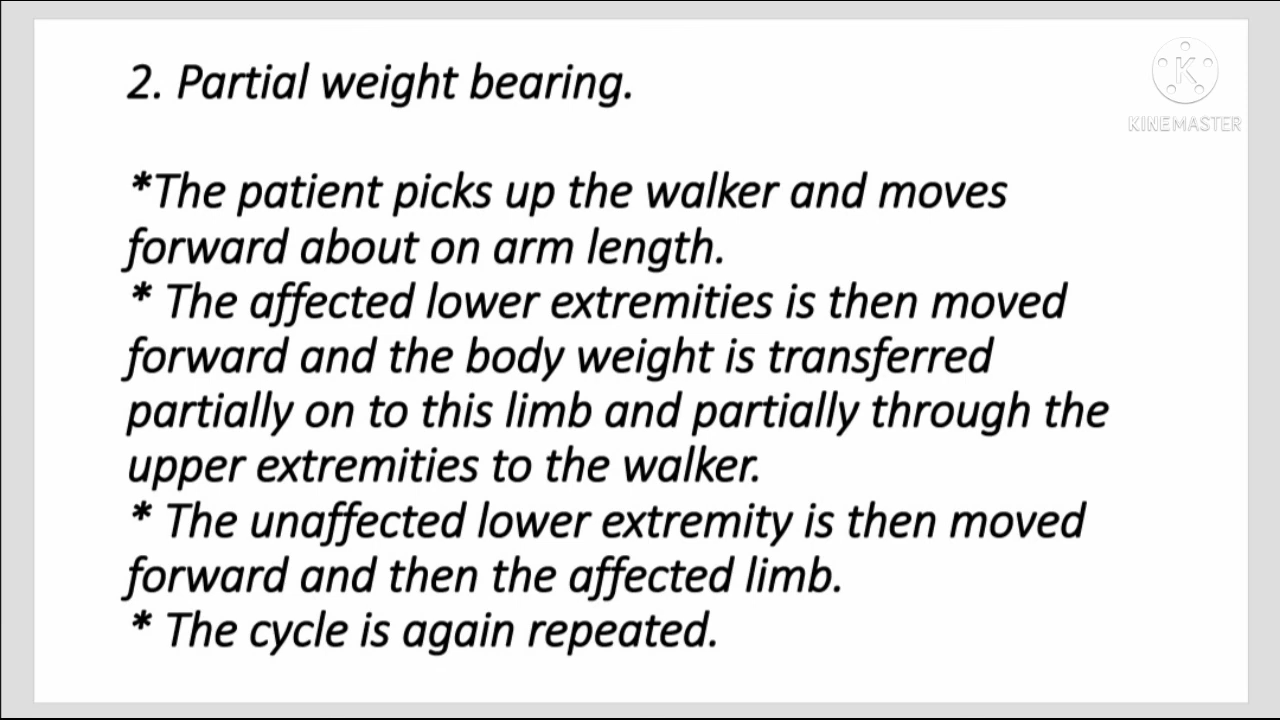 2. Partial weight bearing.
KINEMASTER
*The patient picks up the walker and moves
forward about on arm length.
* The affected lower extremities is then moved
forward and the body weight is transferred
partially on to this limb and partially through the
upper extremities to the walker.
* The unaffected lower extremity is then moved
forward and then the affected limb.
* The cycle is again repeated.